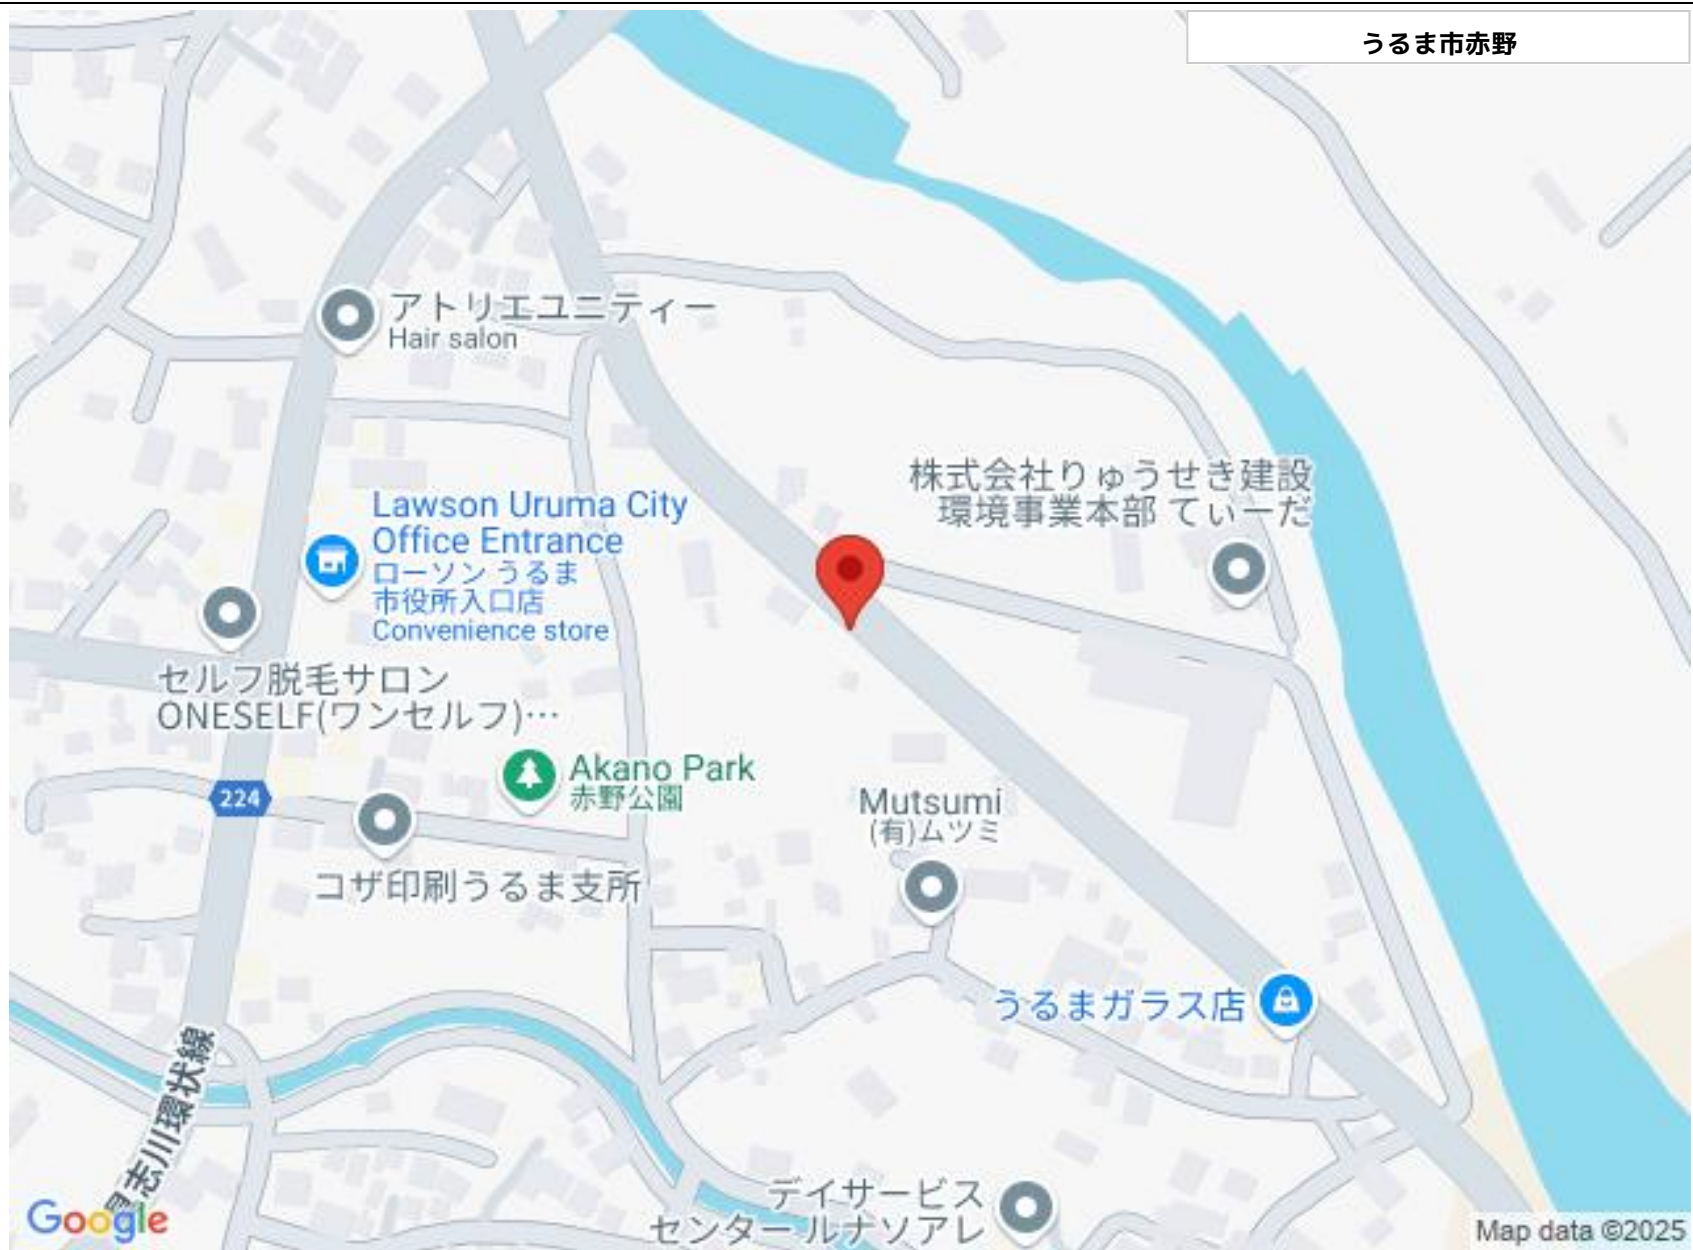 うるま市赤野
アトリエユニティー
Hair salon
株式会社りゅうせき建設
環境事業本部 てぃーだ
Lawson Uruma City
Office Entrance
ローソン うるま
市役所入口店
Convenience store
セルフ脱毛サロン
ONESELF(ワンセルフ)…
Akano Park
赤野公園
224
Mutsumi
(有)ムツミ
コザ印刷うるま支所
うるまガラス店
志川環状線
デイサービス
センター ルナソアレ
Google
Map data ©2025